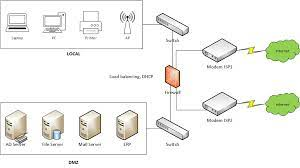 Laptop
PC
Printer
AP
LOCAL
Switch
Internet
Modem ISP1
Load balancing, DHCP
Firewall
Internet
Modem ISP2
Switch
AD Server
File Server
Mail Server
ERP
DMZ